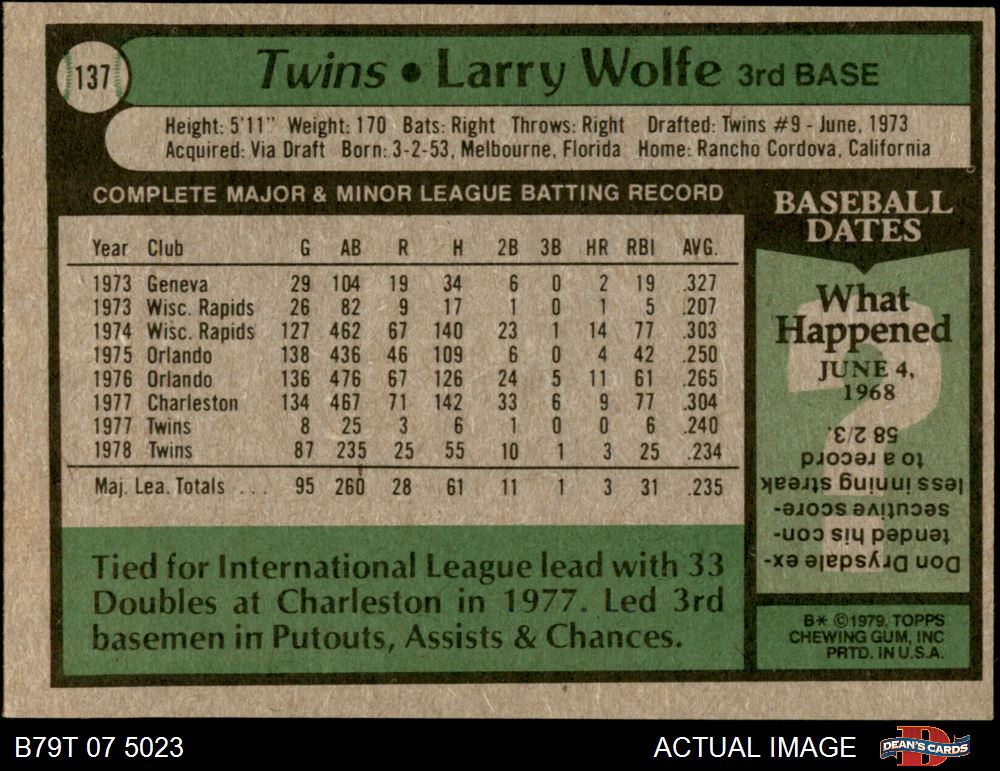 137
Twins • Larry Wolfe 3rd BASE
Height: 5'11" Weight: 170 Bats: Right Throws: Right Drafted: Twins #9 - June, 1973
Acquired: Via Draft Born: 3-2-53, Melbourne, Florida Home: Rancho Cordova, California
COMPLETE MAJOR & MINOR LEAGUE BATTING RECORD
Year Club G AB R H 2B 3B HR RBI AVG.
1973 Geneva 29 104 19 34 6 0 2 19 .327
1973 Wisc. Rapids 26 82 9 17 1 0 1 5 .207
1974 Wisc. Rapids 127 462 67 140 23 1 14 77 .303
1975 Orlando 138 436 46 109 6 0 4 42 .250
1976 Orlando 136 476 67 126 24 5 11 61 .265
1977 Charleston 134 467 71 142 33 6 9 77 .304
1977 Twins 8 25 3 6 1 0 0 6 .240
1978 Twins 87 235 25 55 10 1 3 25 .234
Maj. Lea. Totals ... 95 260 28 61 11 1 3 31 .235
Tied for International League lead with 33
Doubles at Charleston in 1977. Led 3rd
basemen in Putouts, Assists & Chances.
BASEBALL
DATES
What
Happened
JUNE 4,
1968
?
Don Drysdale ex-
tended his con-
secutive score-
less inning streak
to a record
58 2/3.
B* ©1979, TOPPS
CHEWING GUM, INC
PRTD. IN U.S.A.
B79T 07 5023
ACTUAL IMAGE
DEAN'S CARDS
D